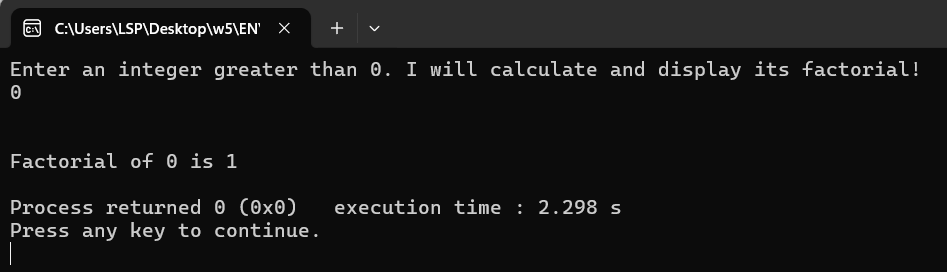 C:\Users\LSP\Desktop\w5\EN\
Enter an integer greater than 0. I will calculate and display its factorial!
0
Factorial of 0 is 1
Process returned 0 (0x0)   execution time : 2.298 s
Press any key to continue.